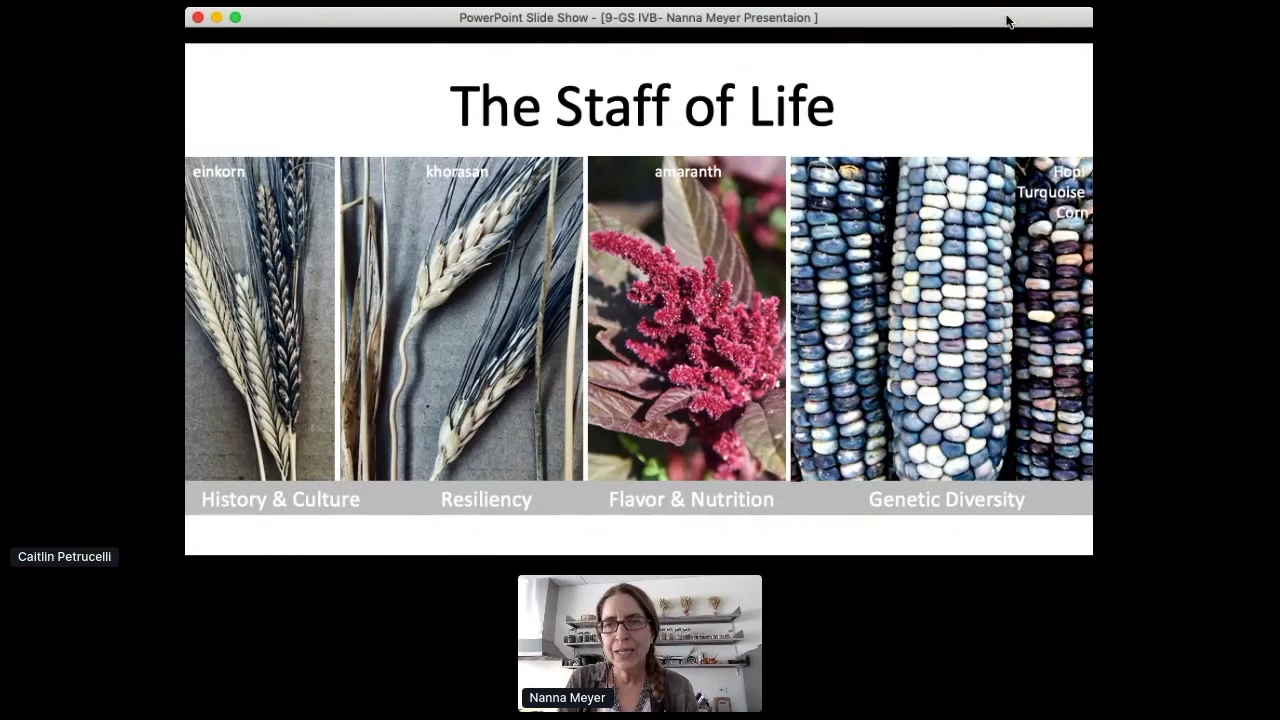 PowerPoint Slide Show - [9-GS IVB- Nanna Meyer Presentaion ]
The Staff of Life
einkorn
khorasan
amaranth
Hopi
Turquoise
Corn
History & Culture
Resiliency
Flavor & Nutrition
Genetic Diversity
Caitlin Petrucelli
Nanna Meyer